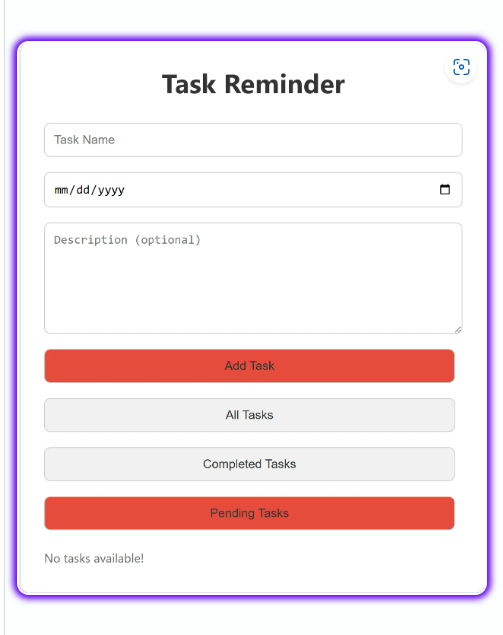 Task Reminder
Task Name
mm/dd/yyyy
Description (optional)
Add Task
All Tasks
Completed Tasks
Pending Tasks
No tasks available!